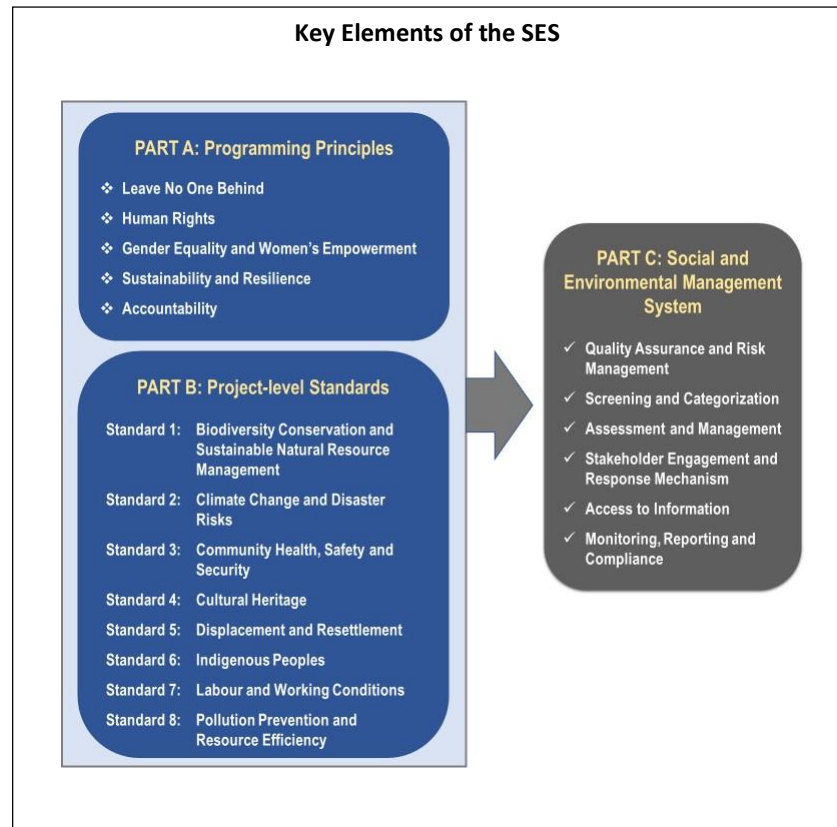 Key Elements of the SES
PART A: Programming Principles
❖ Leave No One Behind
❖ Human Rights
❖ Gender Equality and Women's Empowerment
❖ Sustainability and Resilience
❖ Accountability
PART B: Project-level Standards
Standard 1: Biodiversity Conservation and
Sustainable Natural Resource
Management
Standard 2: Climate Change and Disaster
Risks
Standard 3: Community Health, Safety and
Security
Standard 4: Cultural Heritage
Standard 5: Displacement and Resettlement
Standard 6: Indigenous Peoples
Standard 7: Labour and Working Conditions
Standard 8: Pollution Prevention and
Resource Efficiency
PART C: Social and
Environmental Management
System
✓ Quality Assurance and Risk
Management
✓ Screening and Categorization
✓ Assessment and Management
✓ Stakeholder Engagement and
Response Mechanism
✓ Access to Information
✓ Monitoring, Reporting and
Compliance